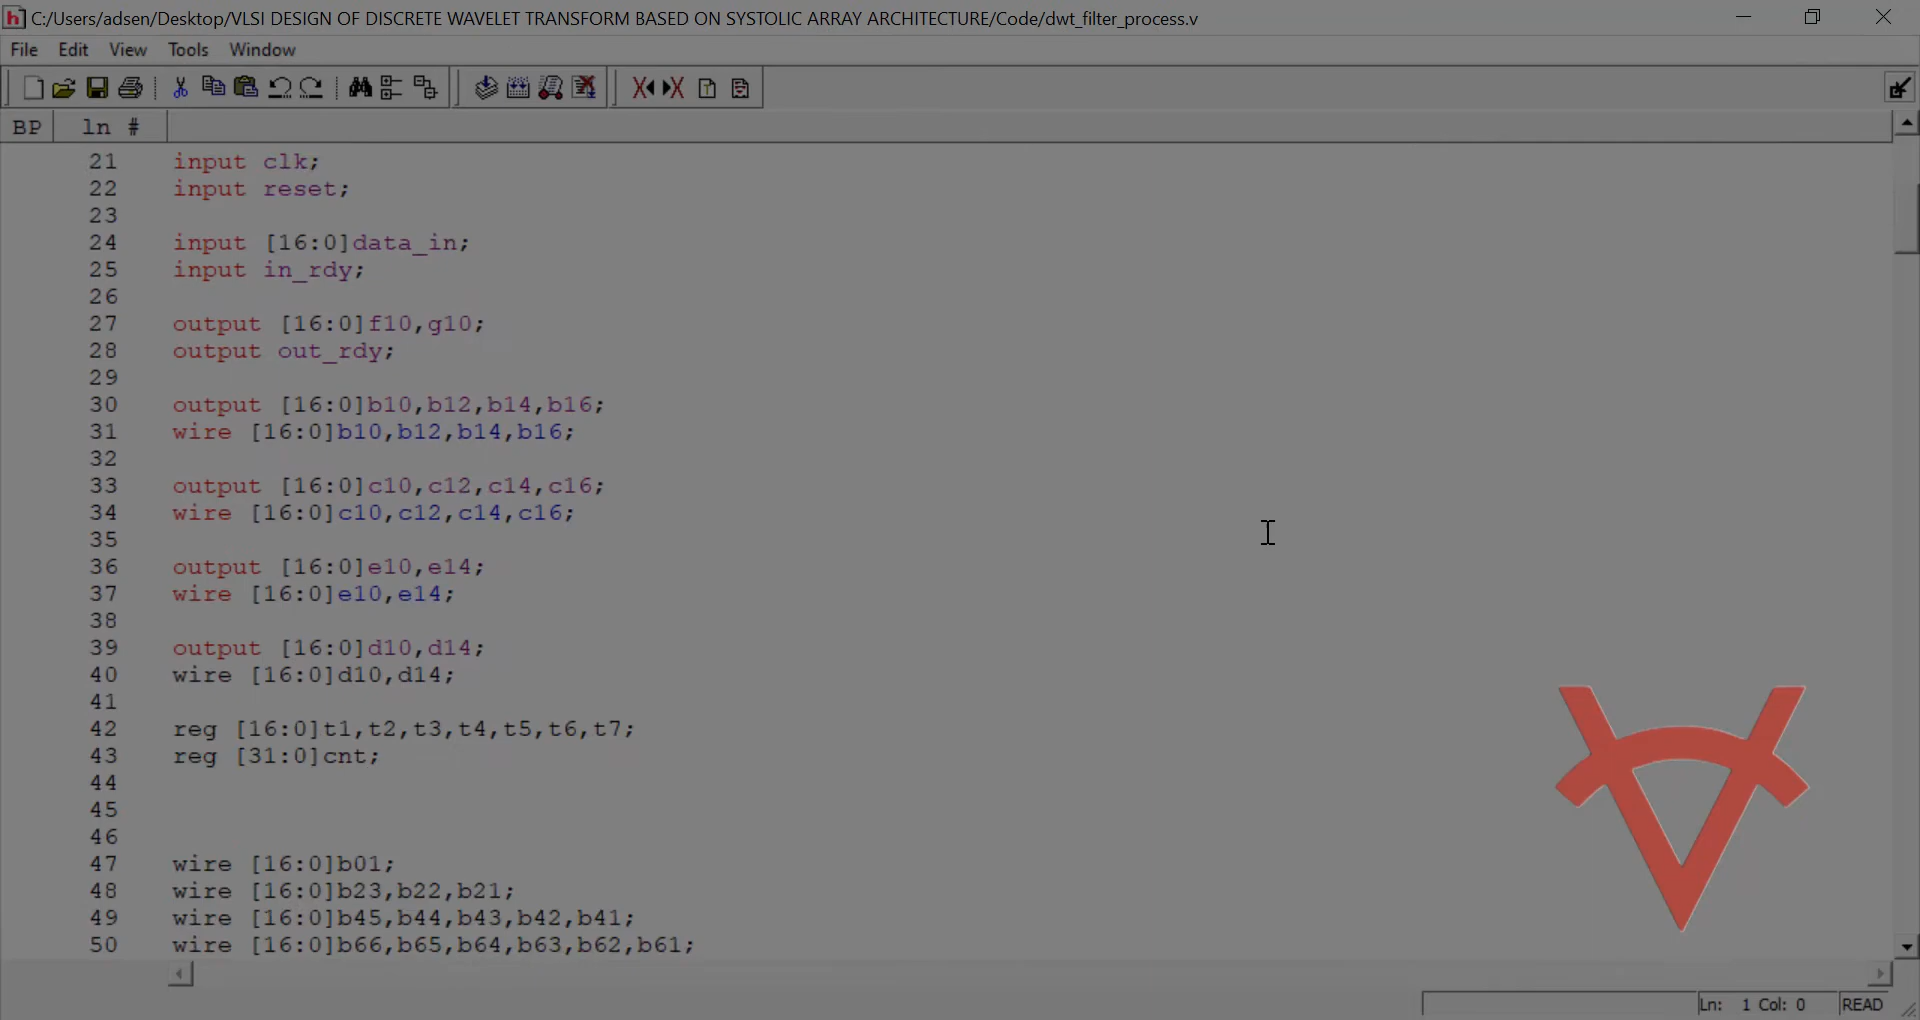 C:/Users/adsen/Desktop/VLSI DESIGN OF DISCRETE WAVELET TRANSFORM BASED ON SYSTOLIC ARRAY ARCHITECTURE/Code/dwt_filter_process.v
File Edit View Tools Window
BP ln #
21 input clk;
22 input reset;
23
24 input [16:0]data_in;
25 input in_rdy;
26
27 output [16:0]f10,g10;
28 output out_rdy;
29
30 output [16:0]b10,b12,b14,b16;
31 wire [16:0]b10,b12,b14,b16;
32
33 output [16:0]c10,c12,c14,c16;
34 wire [16:0]c10,c12,c14,c16;
35
36 output [16:0]e10,e14;
37 wire [16:0]e10,e14;
38
39 output [16:0]d10,d14;
40 wire [16:0]d10,d14;
41
42 reg [16:0]t1,t2,t3,t4,t5,t6,t7;
43 reg [31:0]cnt;
44
45
46
47 wire [16:0]b01;
48 wire [16:0]b23,b22,b21;
49 wire [16:0]b45,b44,b43,b42,b41;
50 wire [16:0]b66,b65,b64,b63,b62,b61;
Ln: 1 Col: 0 READ